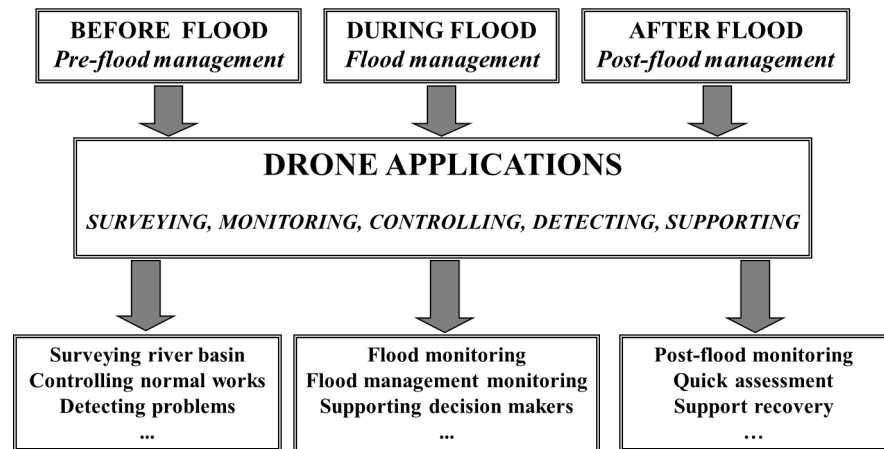 BEFORE FLOOD
Pre-flood management
DURING FLOOD
Flood management
AFTER FLOOD
Post-flood management
DRONE APPLICATIONS
SURVEYING, MONITORING, CONTROLLING, DETECTING, SUPPORTING
Surveying river basin
Controlling normal works
Detecting problems
...
Flood monitoring
Flood management monitoring
Supporting decision makers
...
Post-flood monitoring
Quick assessment
Support recovery
…